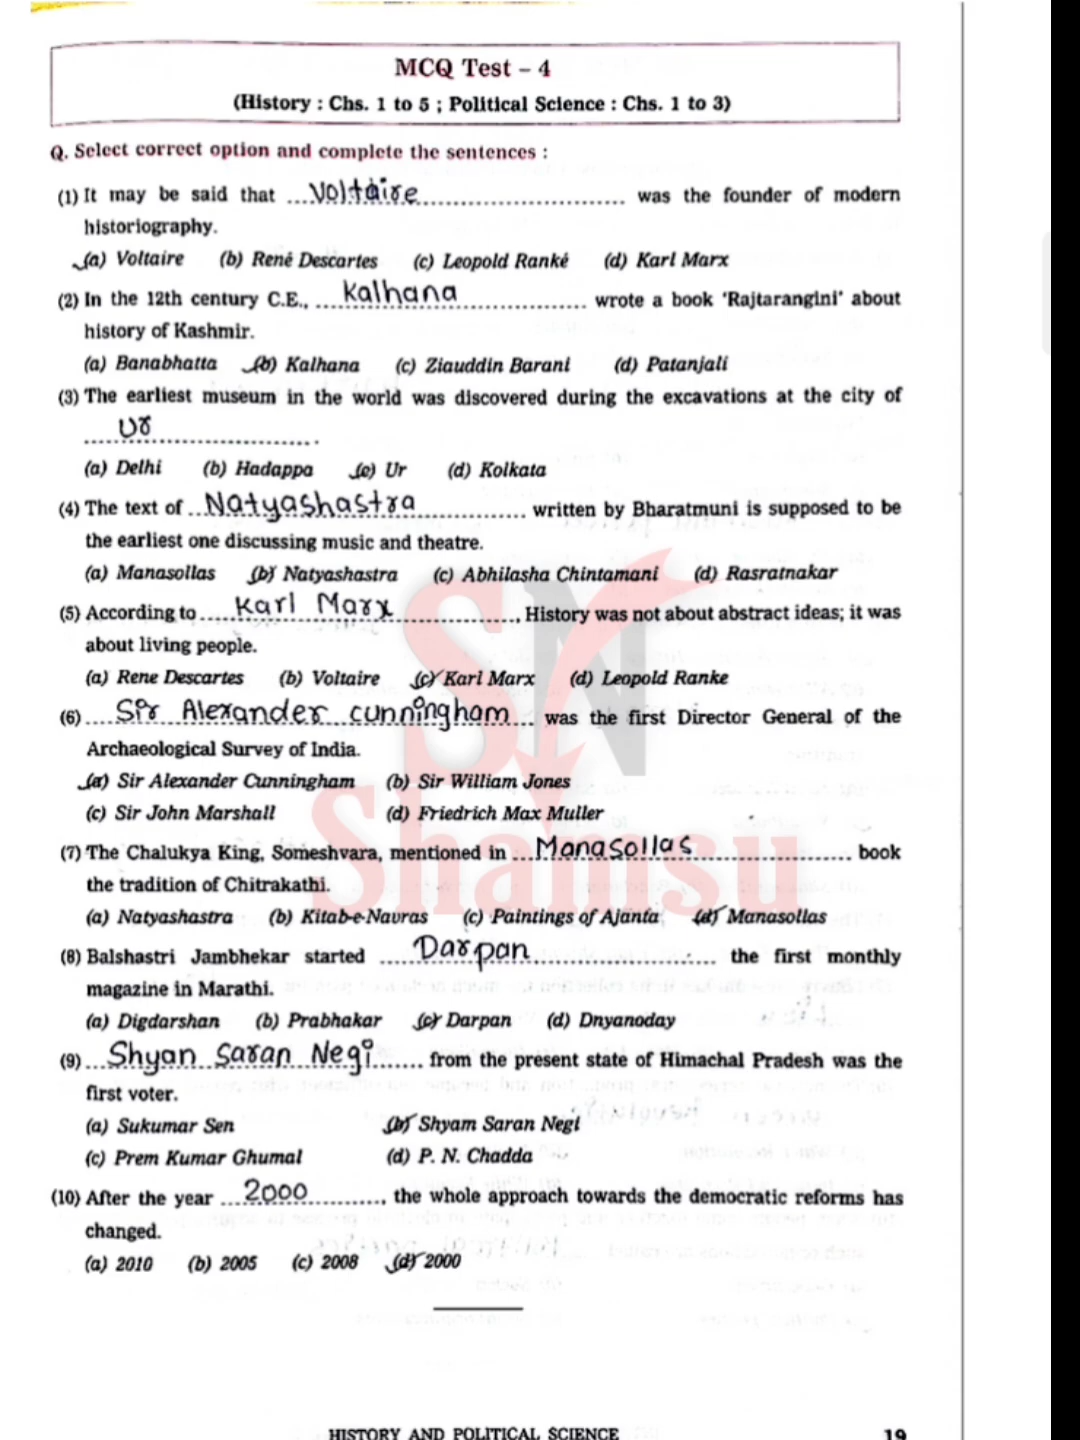 MCQ Test – 4
(History : Chs. 1 to 5 ; Political Science : Chs. 1 to 3)
Q. Select correct option and complete the sentences :
(1) It may be said that ...Voltaire... was the founder of modern
historiography.
(a) Voltaire (b) René Descartes (c) Leopold Ranké (d) Karl Marx
(2) In the 12th century C.E., ...Kalhana... wrote a book 'Rajtarangini' about
history of Kashmir.
(a) Banabhatta (b) Kalhana (c) Ziauddin Barani (d) Patanjali
(3) The earliest museum in the world was discovered during the excavations at the city of
Ur
(a) Delhi (b) Hadappa (c) Ur (d) Kolkata
(4) The text of ...Natyashastra... written by Bharatmuni is supposed to be
the earliest one discussing music and theatre.
(a) Manasollas (b) Natyashastra (c) Abhilasha Chintamani (d) Rasratnakar
(5) According to ...Karl Marx..., History was not about abstract ideas; it was
about living people.
(a) Rene Descartes (b) Voltaire (c) Karl Marx (d) Leopold Ranke
(6) ...Sir Alexander cunningham... was the first Director General of the
Archaeological Survey of India.
(a) Sir Alexander Cunningham (b) Sir William Jones
(c) Sir John Marshall (d) Friedrich Max Muller
SN
Shamsu
(7) The Chalukya King, Someshvara, mentioned in ...Manasollas... book
the tradition of Chitrakathi.
(a) Natyashastra (b) Kitab-e-Navras (c) Paintings of Ajanta (d) Manasollas
(8) Balshastri Jambhekar started ...Darpan... the first monthly
magazine in Marathi.
(a) Digdarshan (b) Prabhakar (c) Darpan (d) Dnyanoday
(9) ...Shyan Saran Negi... from the present state of Himachal Pradesh was the
first voter.
(a) Sukumar Sen (b) Shyam Saran Negi
(c) Prem Kumar Ghumal (d) P. N. Chadda
(10) After the year ...2000..., the whole approach towards the democratic reforms has
changed.
(a) 2010 (b) 2005 (c) 2008 (d) 2000
HISTORY AND POLITICAL SCIENCE 19